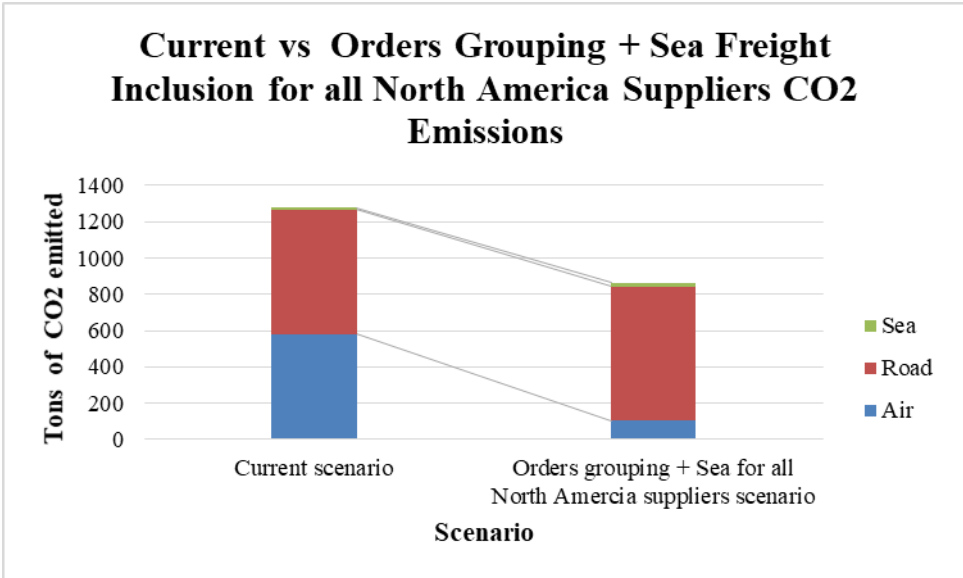 Current vs Orders Grouping + Sea Freight
Inclusion for all North America Suppliers CO2
Emissions
Tons of CO2 emitted
1400
1200
1000
800
600
400
200
0
Sea
Road
Air
Current scenario
Orders grouping + Sea for all
North Amercia suppliers scenario
Scenario